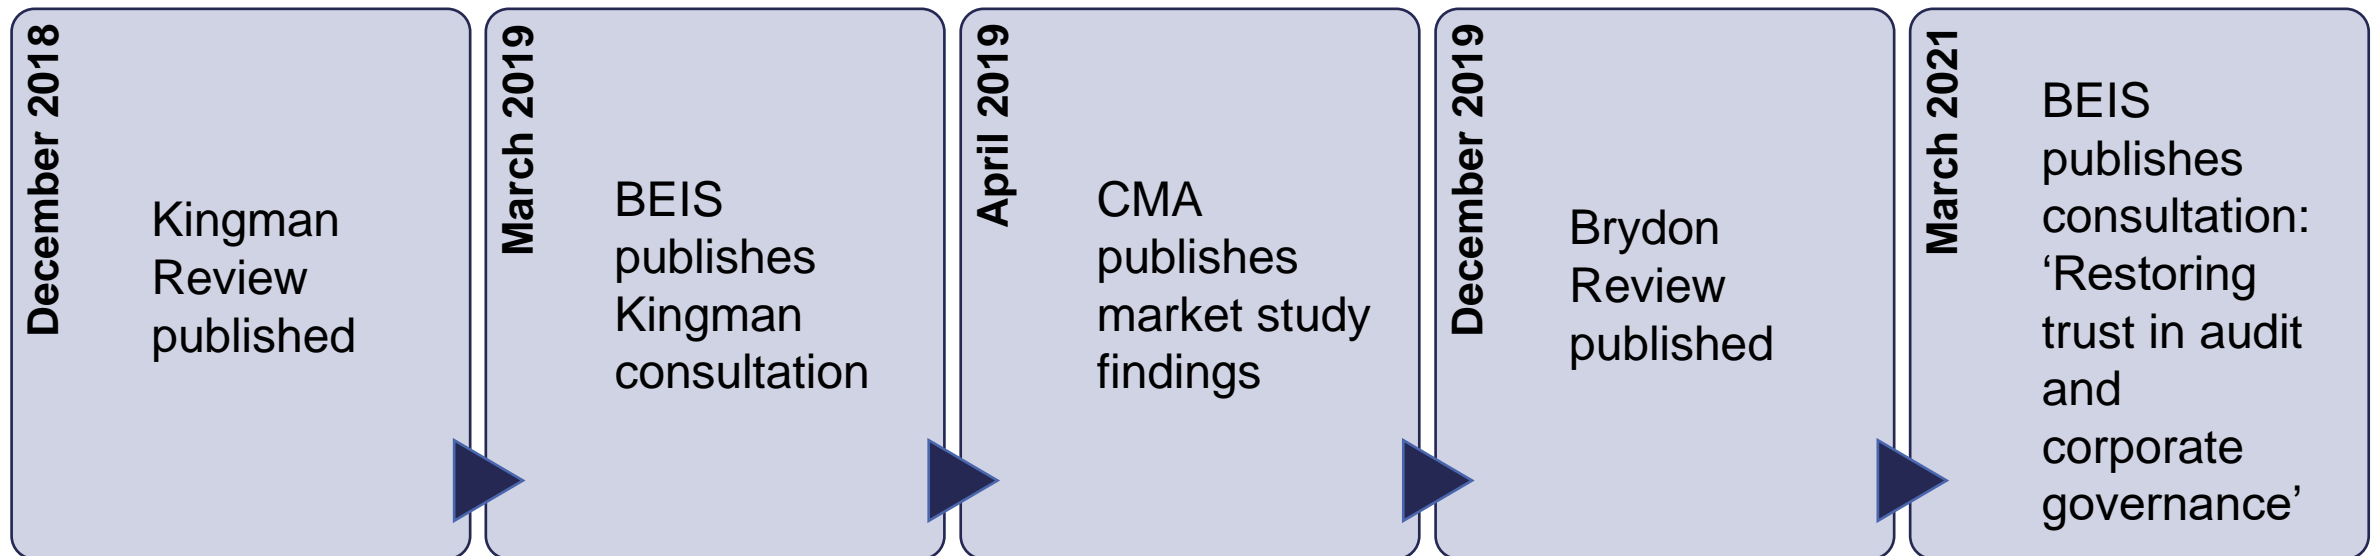 December 2018
Kingman
Review
published
March 2019
BEIS
publishes
Kingman
consultation
April 2019
CMA
publishes
market study
findings
December 2019
Brydon
Review
published
March 2021
BEIS
publishes
consultation:
‘Restoring
trust in audit
and
corporate
governance’